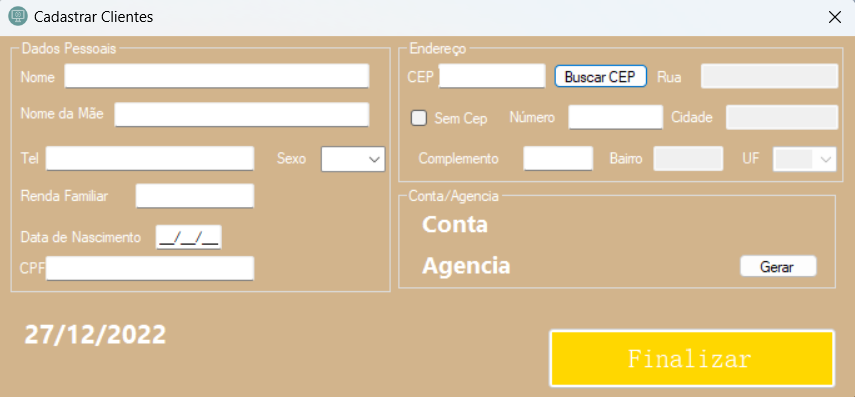 Cadastrar Clientes
Dados Pessoais
Nome
Nome da Mãe
Tel
Sexo
Renda Familiar
Data de Nascimento __/__/__
CPF
Endereço
CEP
Buscar CEP
Rua
Sem Cep
Número
Cidade
Complemento
Bairro
UF
Conta/Agencia
Conta
Agencia
Gerar
27/12/2022
Finalizar